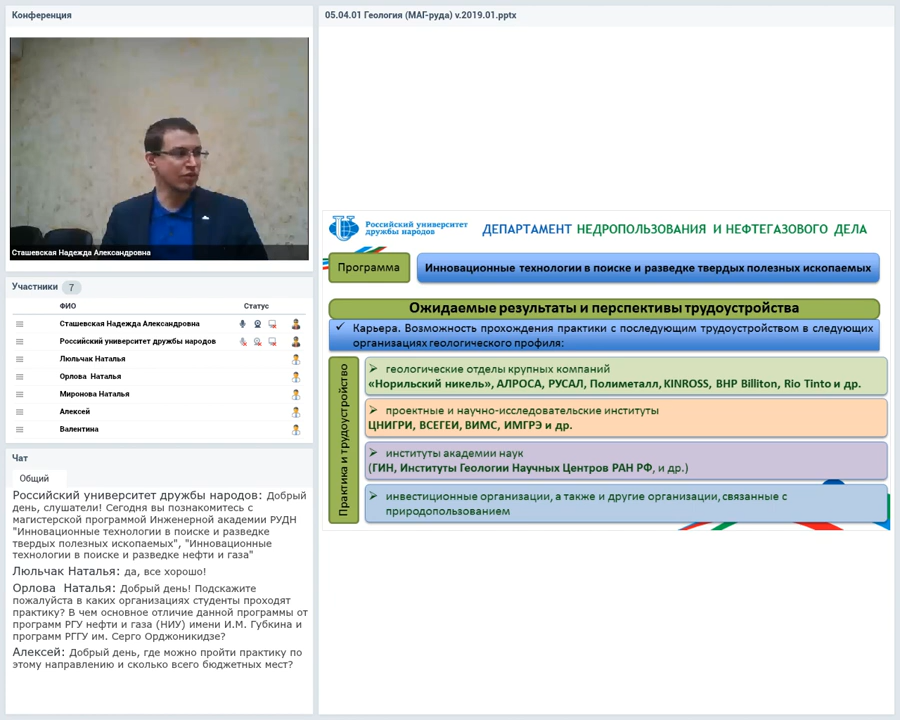 Конференция
Сташевская Надежда Александровна
Участники 7
ФИО Статус
Сташевская Надежда Александровна
Российский университет дружбы народов
Люльчак Наталья
Орлова Наталья
Миронова Наталья
Алексей
Валентина
Чат
Общий
Российский университет дружбы народов: Добрый
день, слушатели! Сегодня вы познакомитесь с
магистерской программой Инженерной академии РУДН
"Инновационные технологии в поиске и разведке
твердых полезных ископаемых", "Инновационные
технологии в поиске и разведке нефти и газа"
Люльчак Наталья: да, все хорошо!
Орлова Наталья: Добрый день! Подскажите
пожалуйста в каких организациях студенты проходят
практику? В чем основное отличие данной программы от
программ РГУ нефти и газа (НИУ) имени И.М. Губкина и
программ РГГУ им. Серго Орджоникидзе?
Алексей: Добрый день, где можно пройти практику по
этому направлению и сколько всего бюджетных мест?
05.04.01 Геология (МАГ-руда) v.2019.01.pptx
Российский университет
дружбы народов
ДЕПАРТАМЕНТ НЕДРОПОЛЬЗОВАНИЯ И НЕФТЕГАЗОВОГО ДЕЛА
Программа
Инновационные технологии в поиске и разведке твердых полезных ископаемых
Ожидаемые результаты и перспективы трудоустройства
✓ Карьера. Возможность прохождения практики с последующим трудоустройством в следующих
организациях геологического профиля:
Практика и трудоустройство
➢ геологические отделы крупных компаний
«Норильский никель», АЛРОСА, РУСАЛ, Полиметалл, KINROSS, BHP Billiton, Rio Tinto и др.
➢ проектные и научно-исследовательские институты
ЦНИГРИ, ВСЕГЕИ, ВИМС, ИМГРЭ и др.
➢ институты академии наук
(ГИН, Институты Геологии Научных Центров РАН РФ, и др.)
➢ инвестиционные организации, а также и другие организации, связанные с
природопользованием